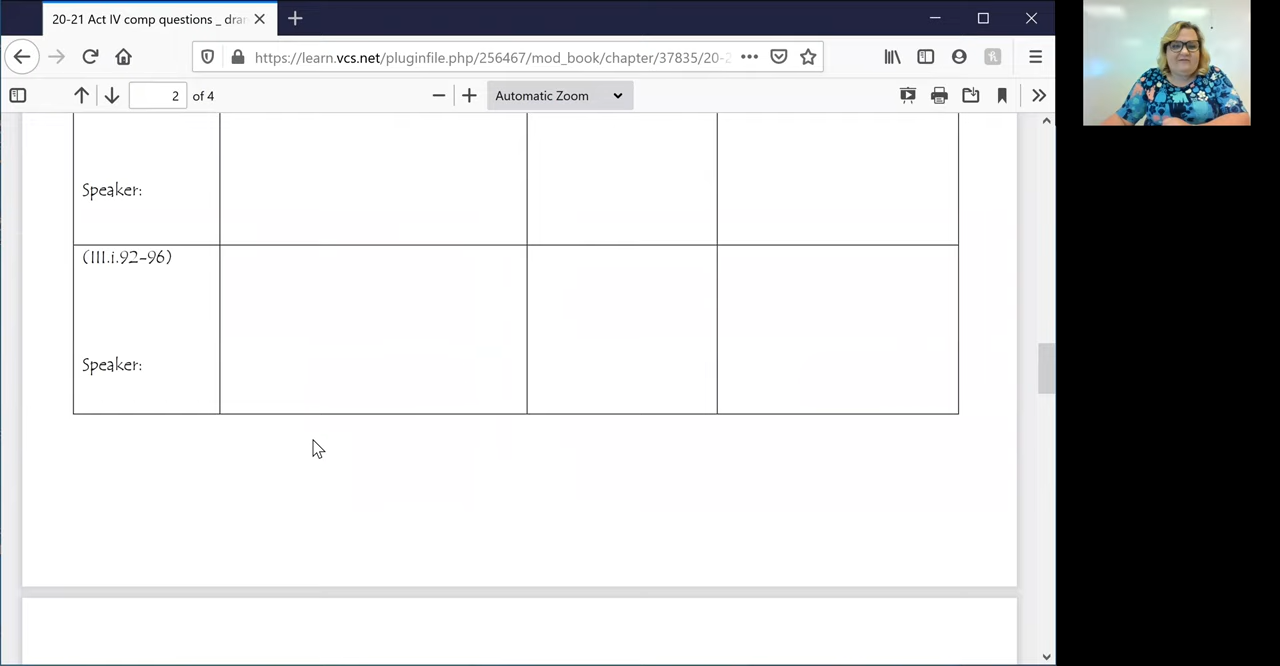 20-21 Act IV comp questions _ dra
https://learn.vcs.net/pluginfile.php/256467/mod_book/chapter/37835/20-2
2 of 4
Automatic Zoom
Speaker:
(III.i.92-96)
Speaker: